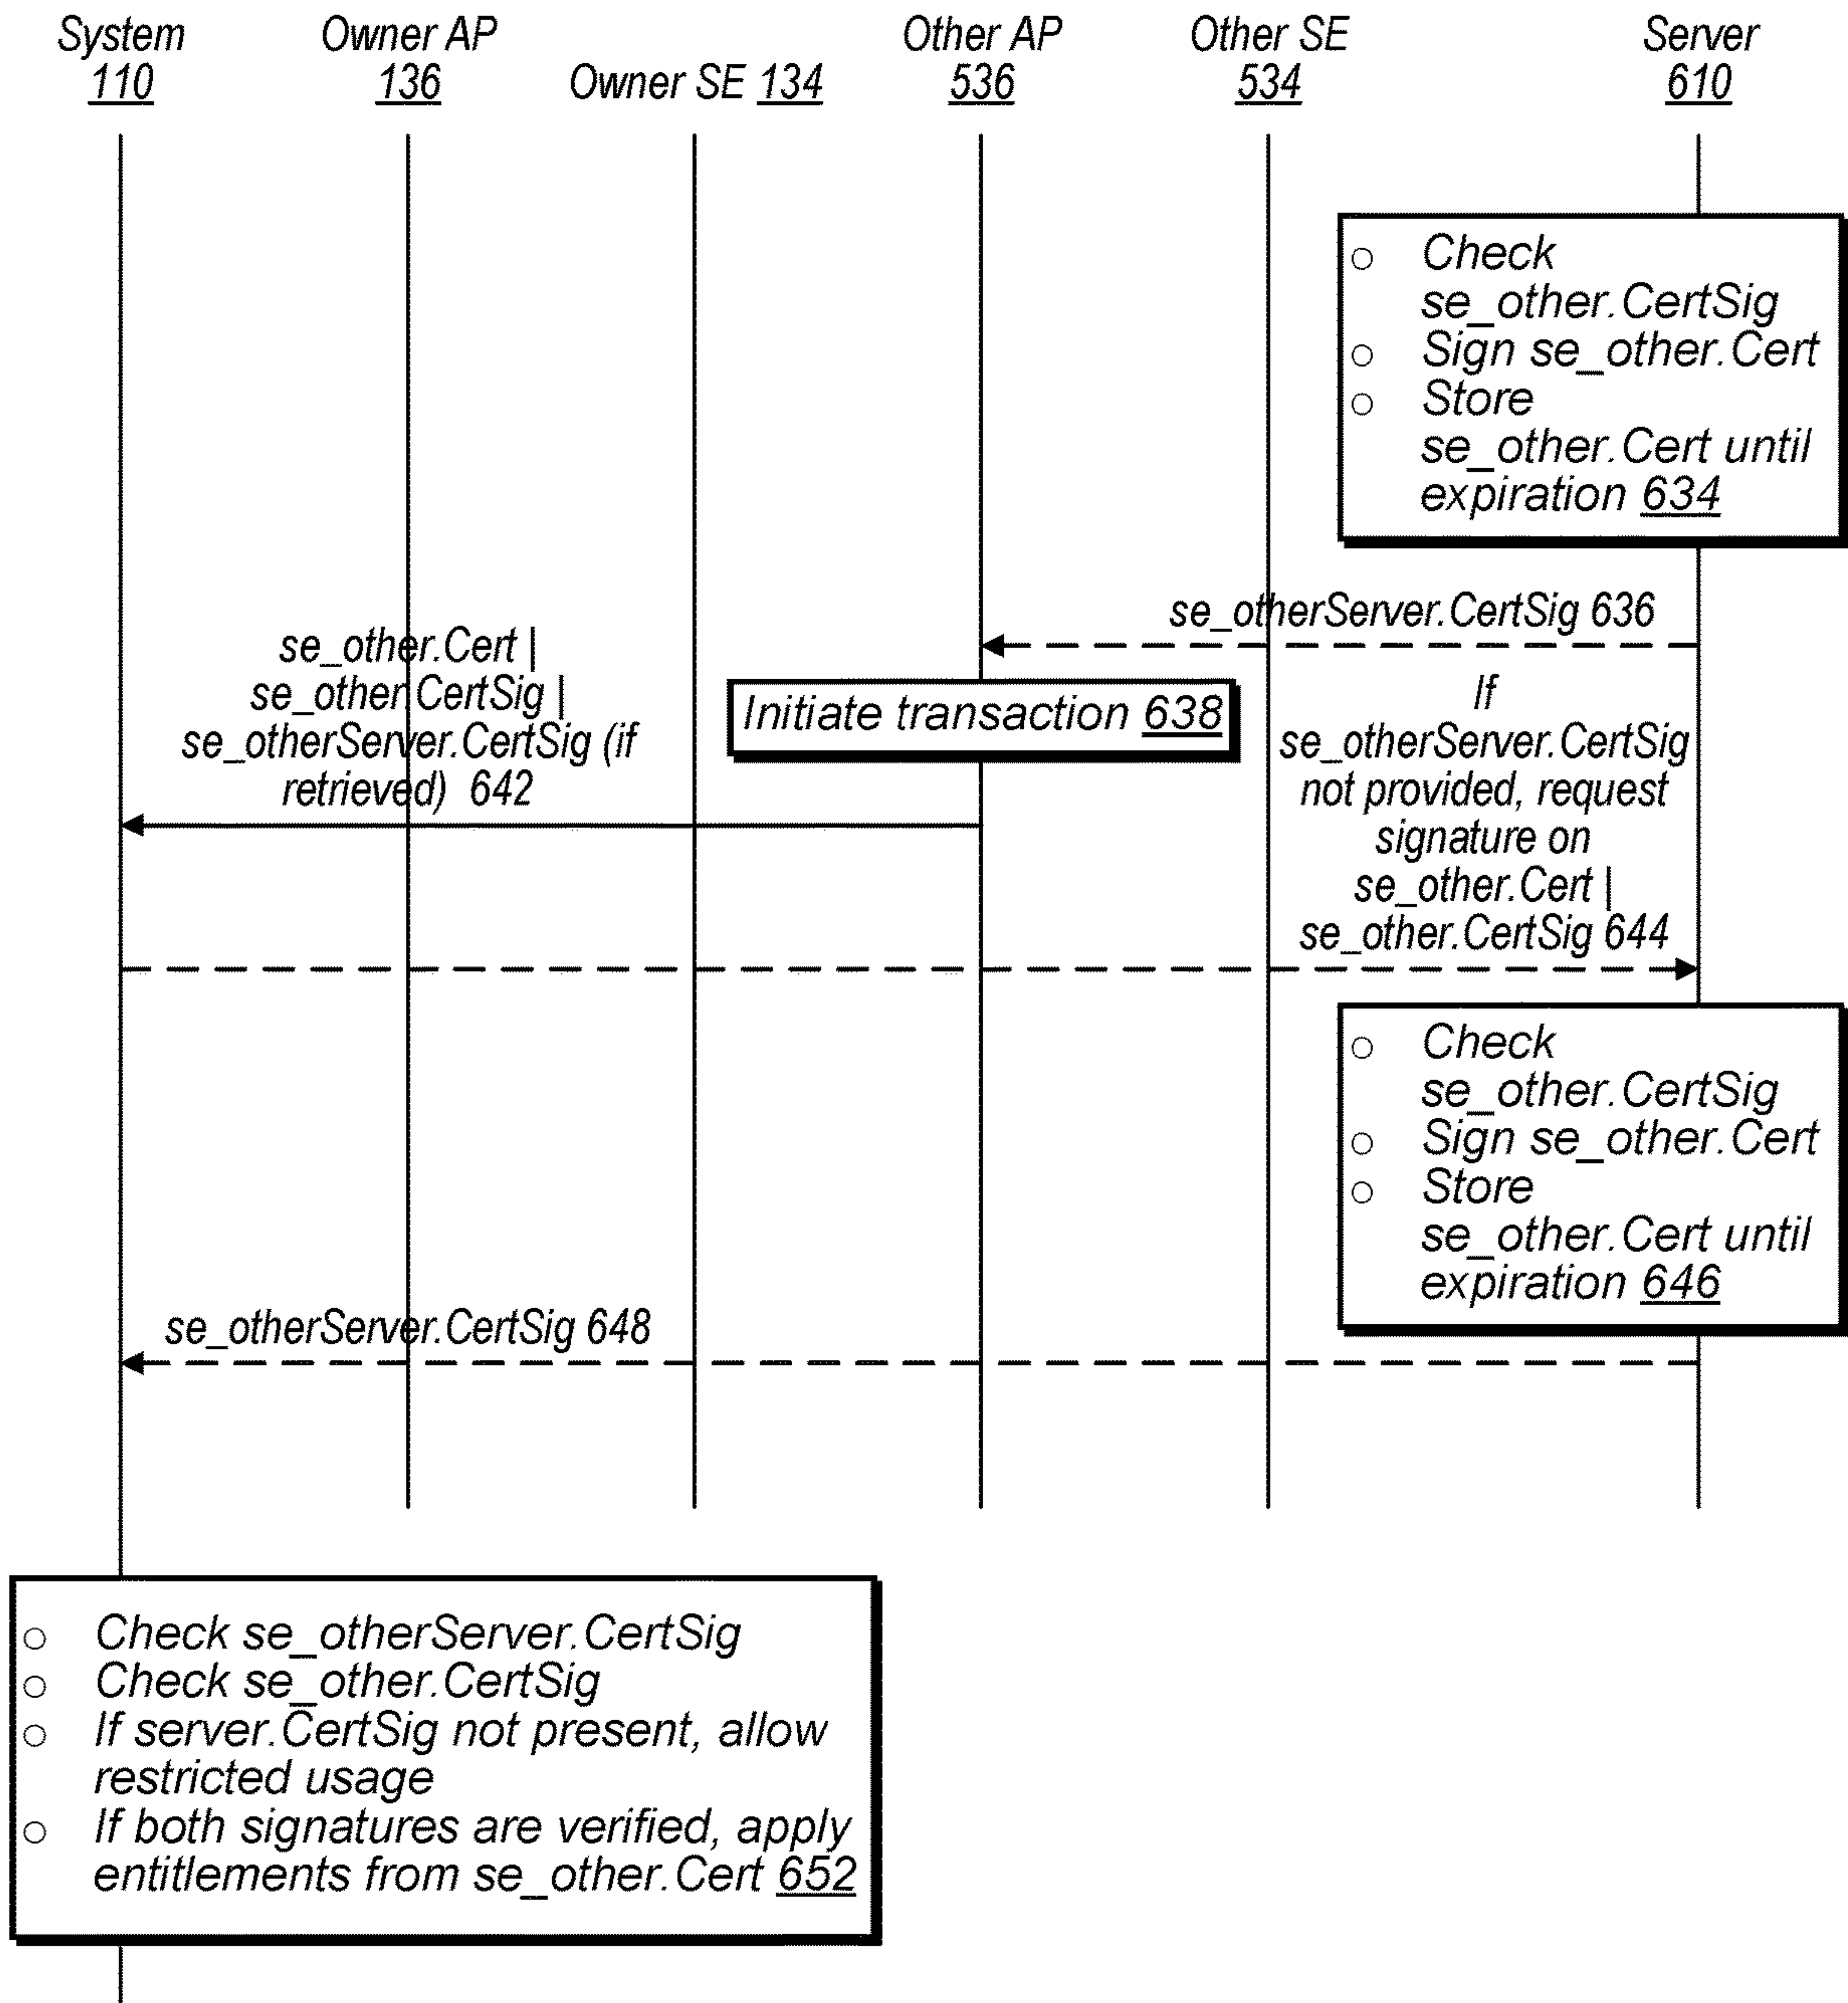 System
110
Owner AP
136
Owner SE 134
Other AP
536
Other SE
534
Server
610
○ Check
se_other.CertSig
○ Sign se_other.Cert
○ Store
se_other.Cert until
expiration 634
se_otherServer.CertSig 636
se_other.Cert |
se_other.CertSig |
se_otherServer.CertSig (if
retrieved) 642
Initiate transaction 638
If
se_otherServer.CertSig
not provided, request
signature on
se_other.Cert |
se_other.CertSig 644
○ Check
se_other.CertSig
○ Sign se_other.Cert
○ Store
se_other.Cert until
expiration 646
se_otherServer.CertSig 648
○ Check se_otherServer.CertSig
○ Check se_other.CertSig
○ If server.CertSig not present, allow
restricted usage
○ If both signatures are verified, apply
entitlements from se_other.Cert 652